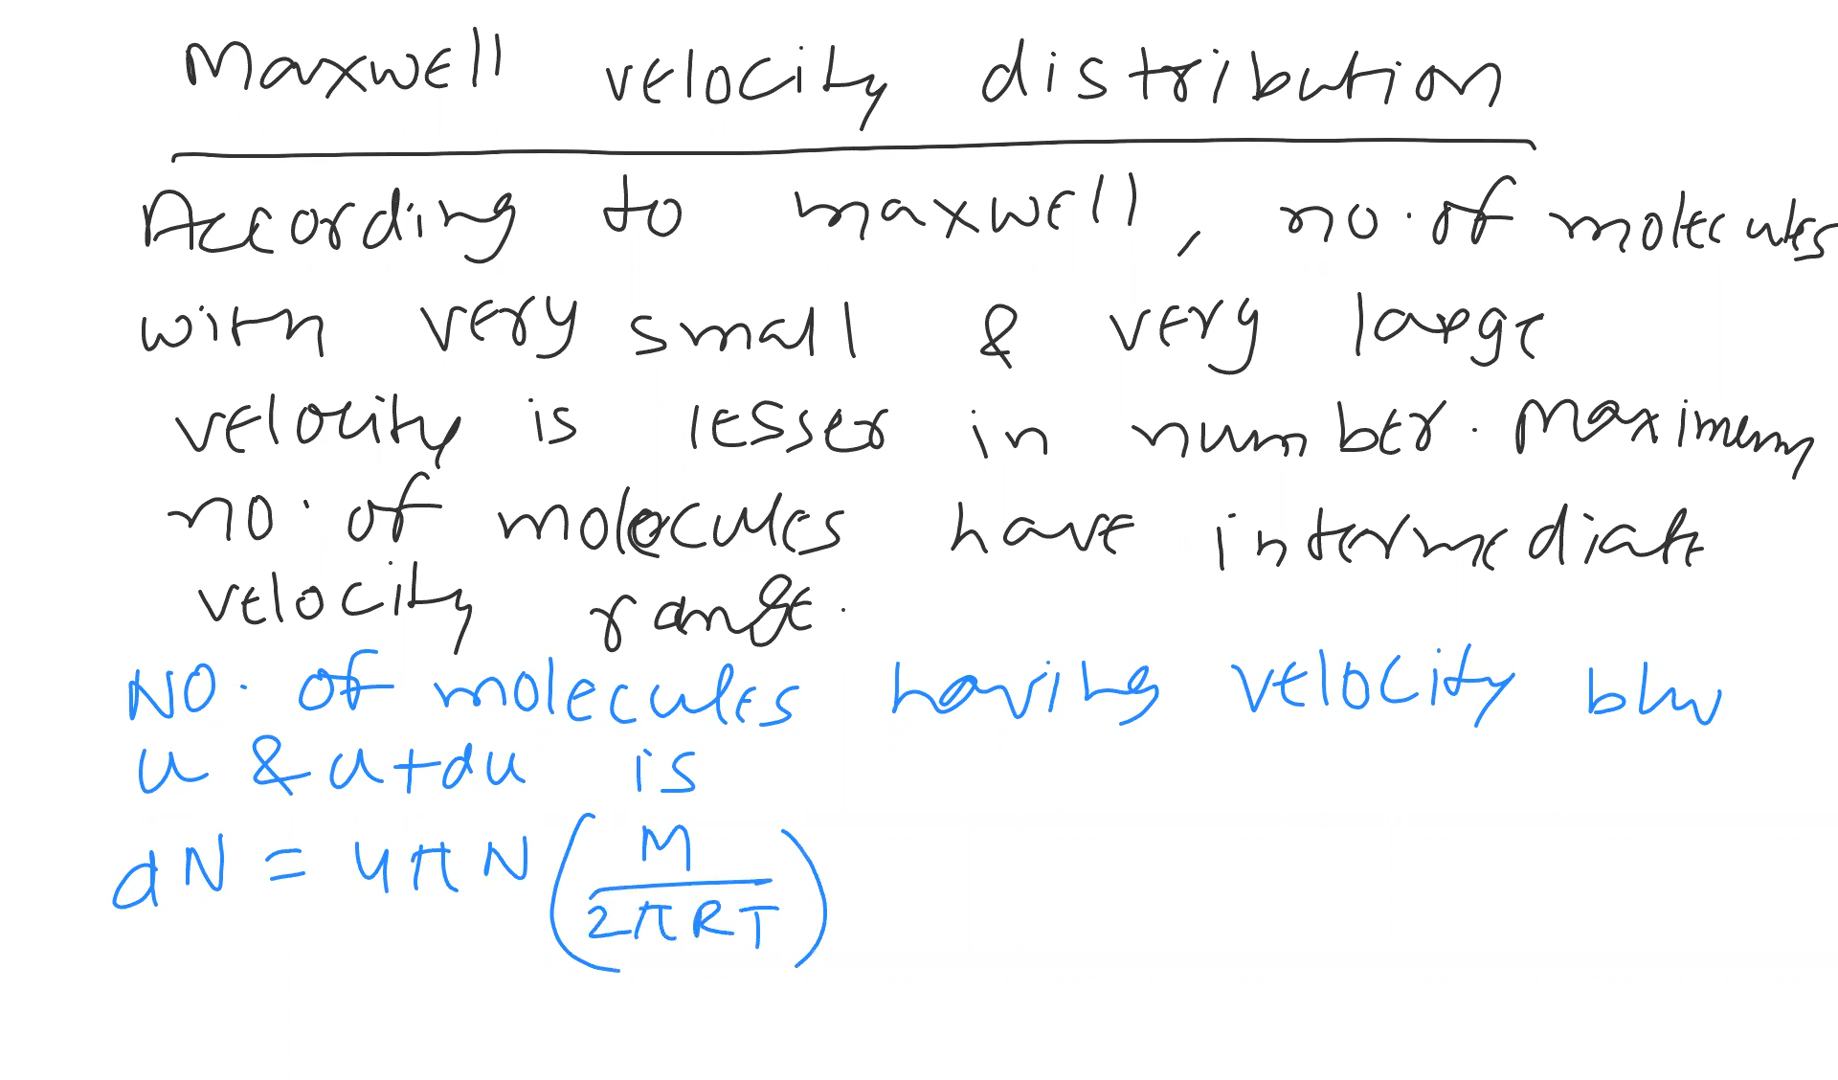 Maxwell velocity distribution
According to maxwell, no. of molecules
with very small & very large
velocity is lesser in number. Maximum
no. of molecules have intermediate
velocity range.
NO. of molecules having velocity b/w
u & u+du is
dN = 4πN (M/2πRT)